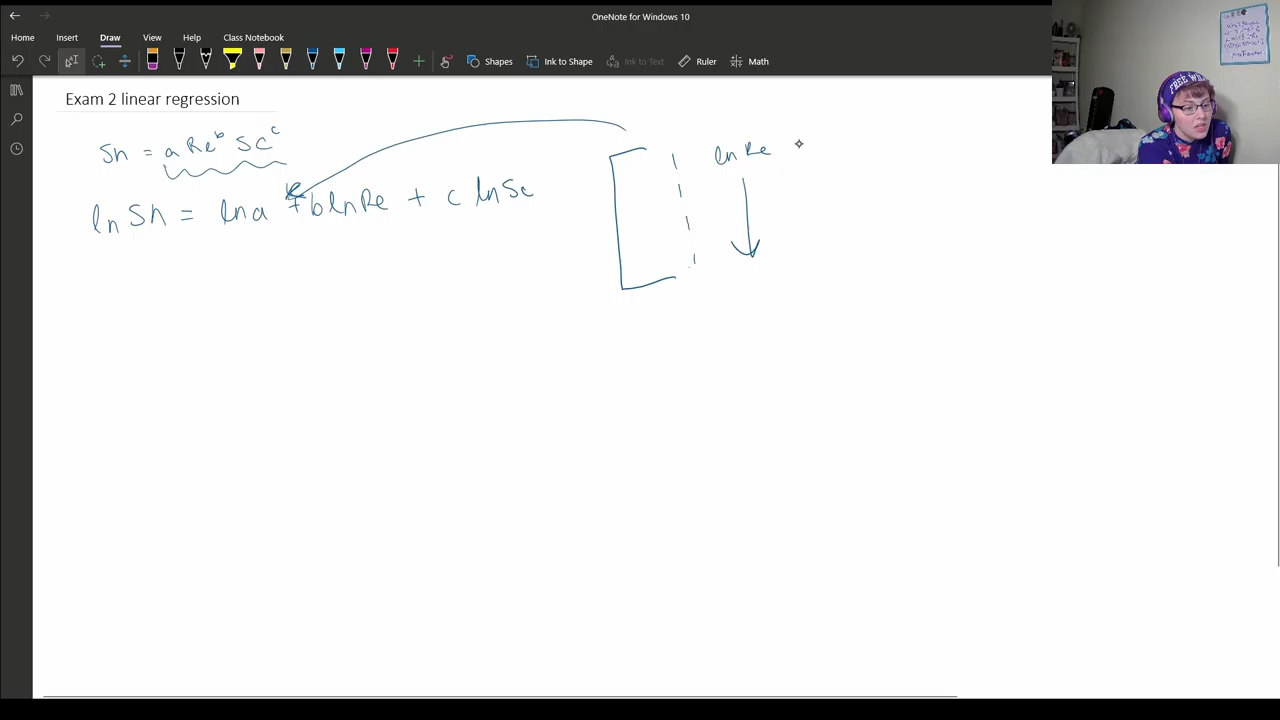 OneNote for Windows 10
Home Insert Draw View Help Class Notebook
Shapes Ink to Shape Ink to Text Ruler Math
Exam 2 linear regression
Sh = a Re^b Sc^c
ln Sh = ln a + b ln Re + c ln Sc
1 ln Re
1
1
1
FREE WILL